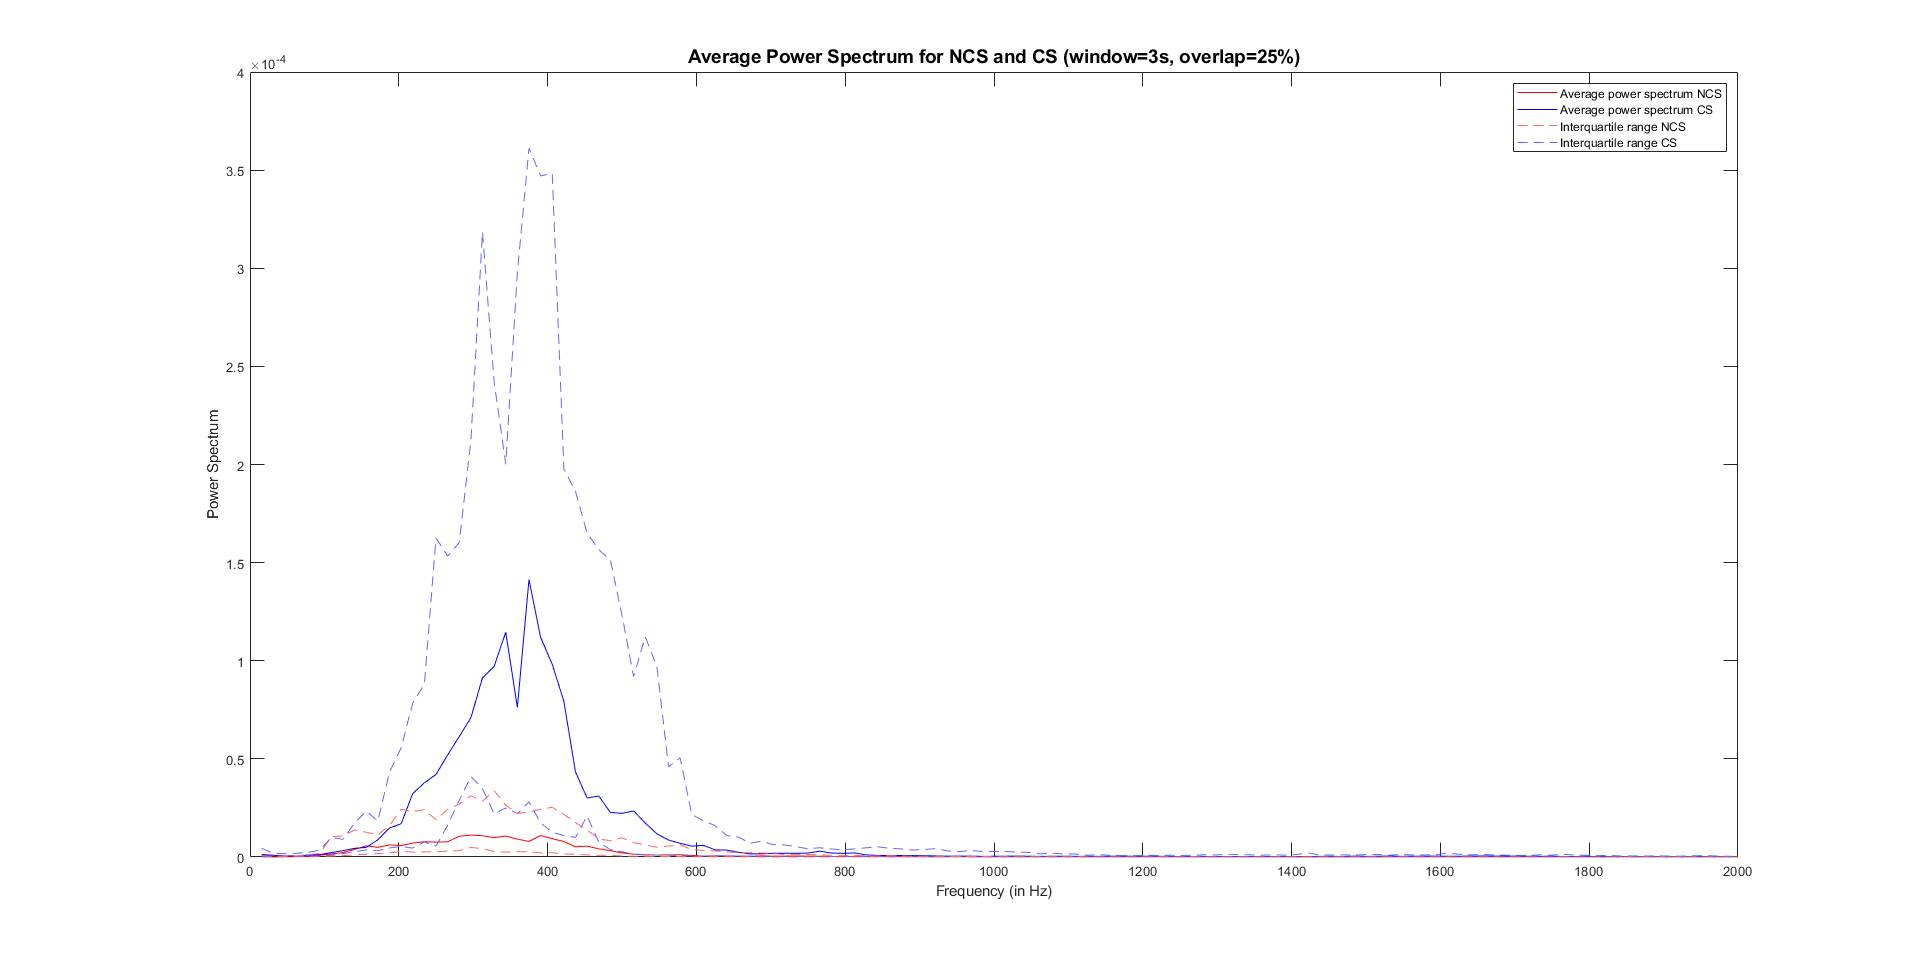 Average Power Spectrum for NCS and CS (window=3s, overlap=25%)
×10-4
Average power spectrum NCS
Average power spectrum CS
Interquartile range NCS
Interquartile range CS
4
3.5
3
2.5
2
1.5
1
0.5
0
Power Spectrum
0 200 400 600 800 1000 1200 1400 1600 1800 2000
Frequency (in Hz)